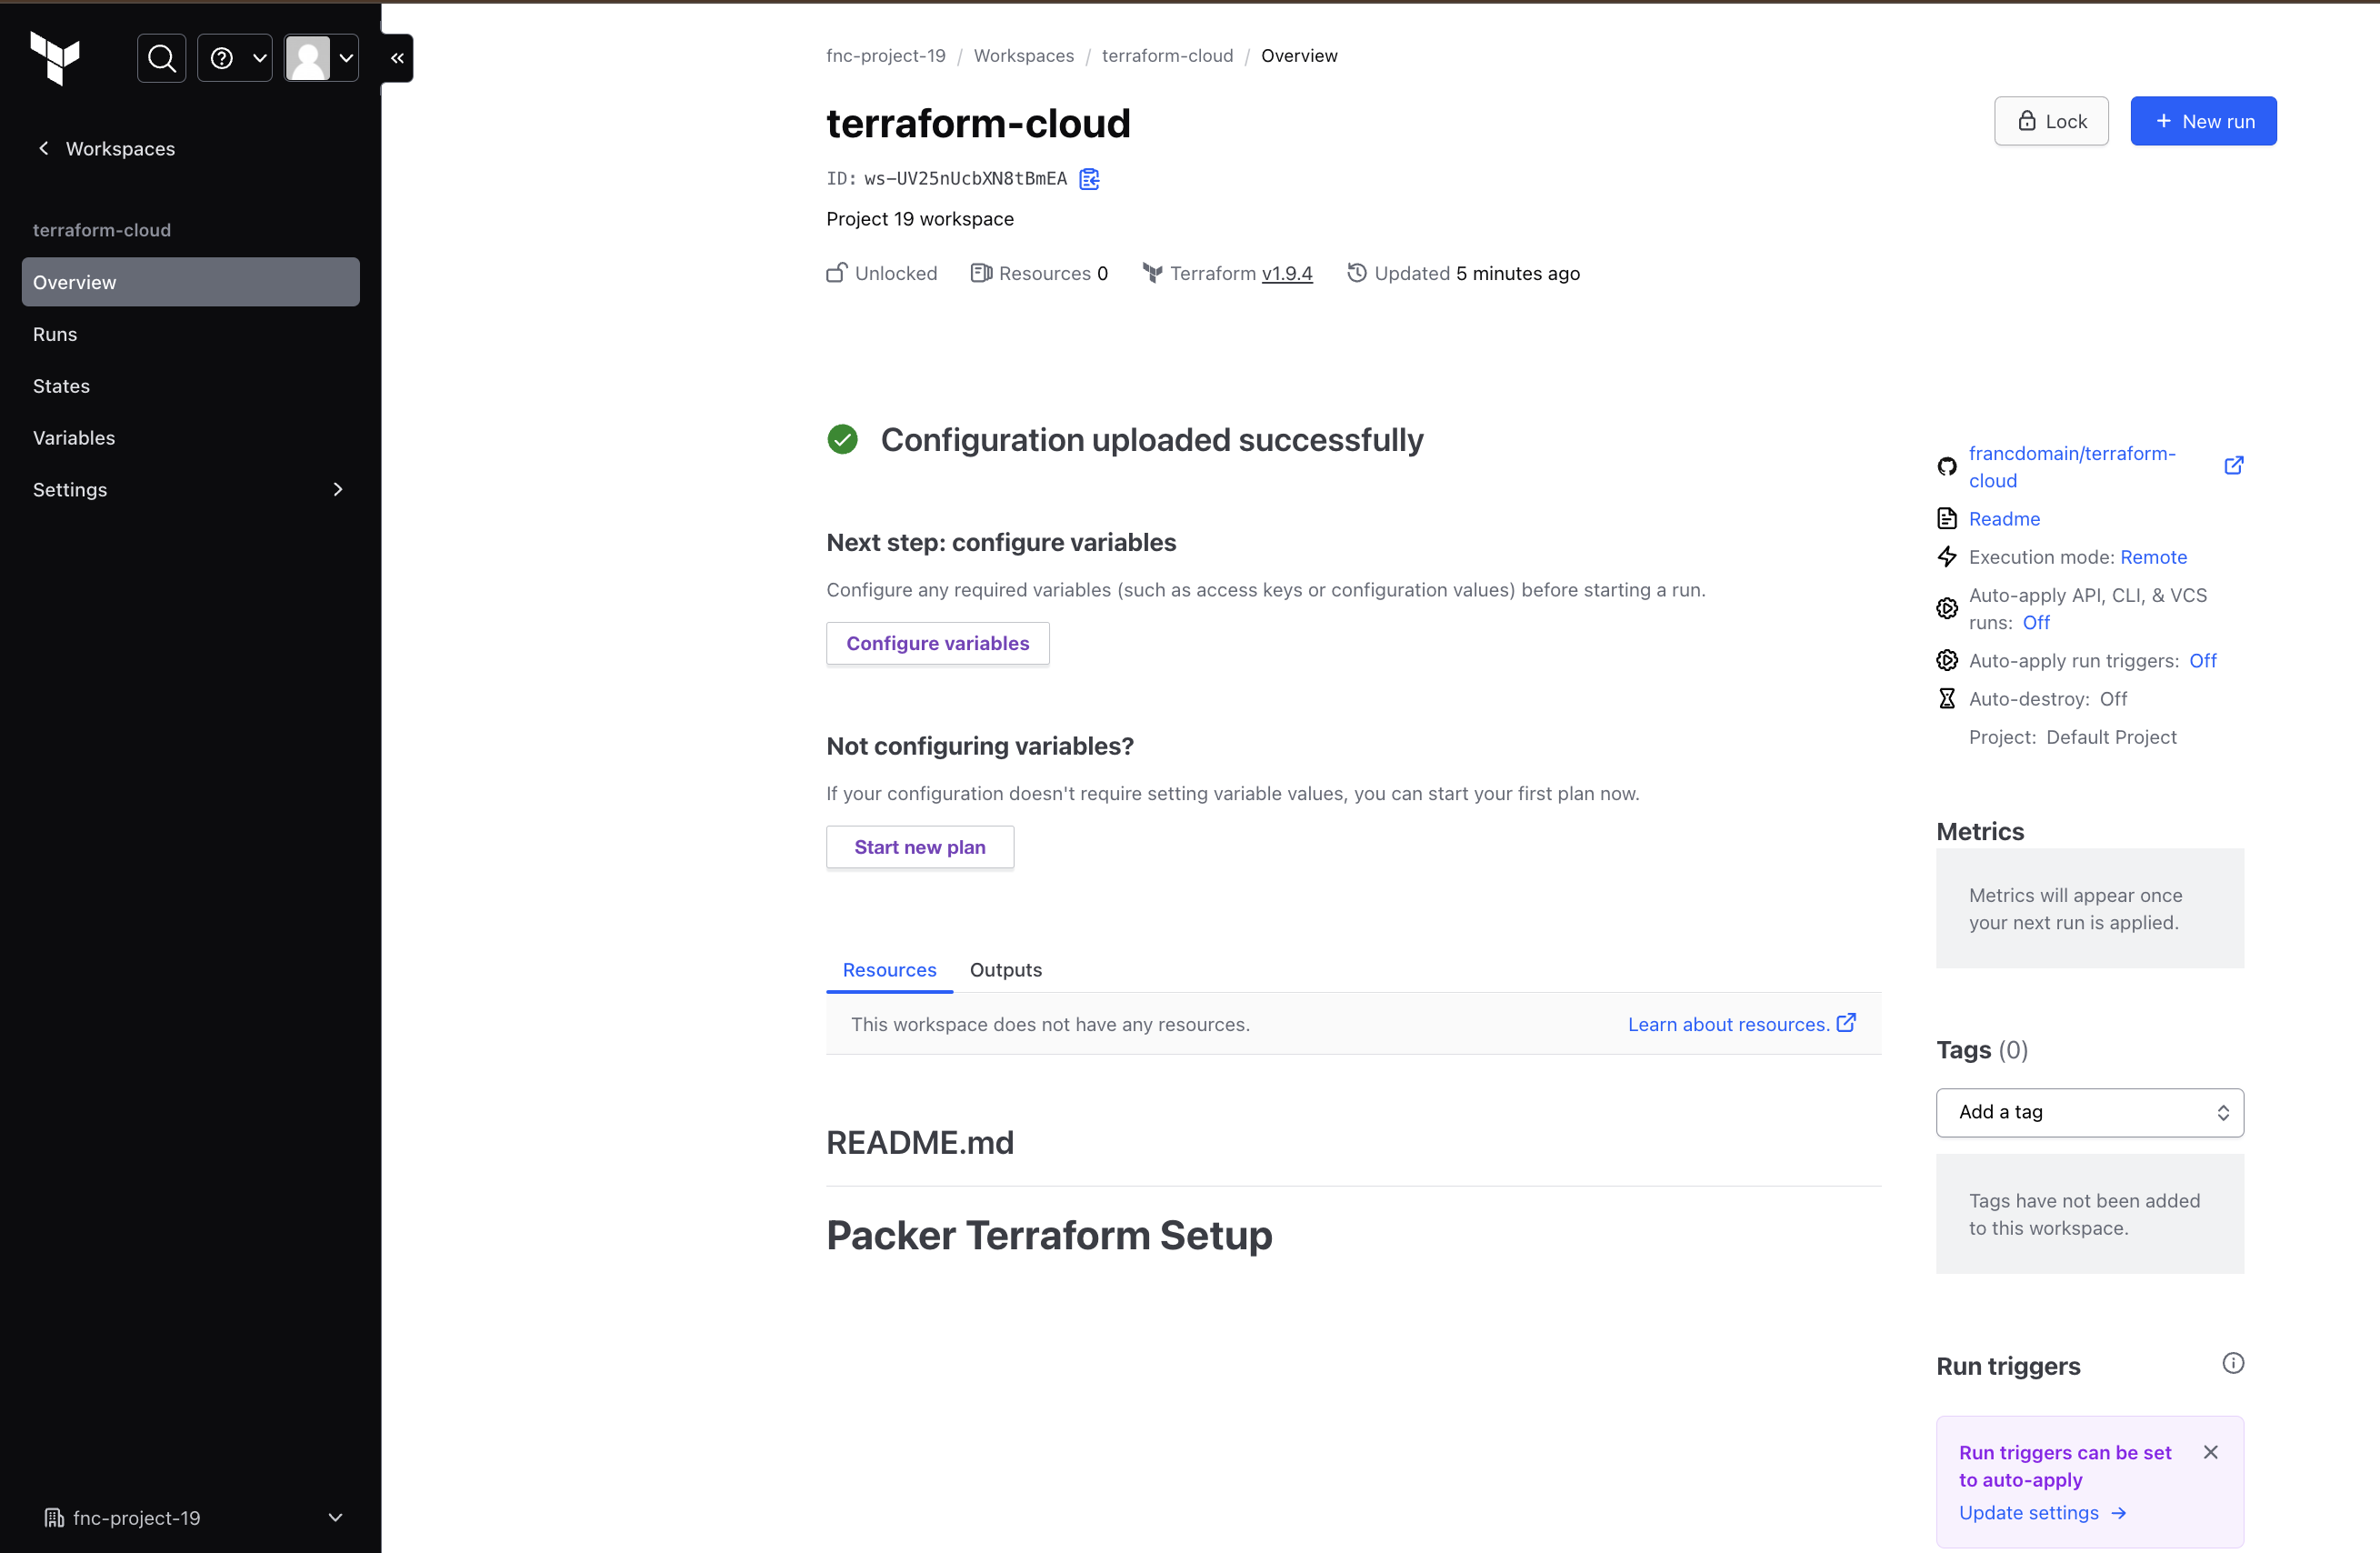 Workspaces
terraform-cloud
Overview
Runs
States
Variables
Settings
fnc-project-19
fnc-project-19 / Workspaces / terraform-cloud / Overview
terraform-cloud
Lock
+ New run
ID: ws-UV25nUcbXN8tBmEA
Project 19 workspace
Unlocked Resources 0 Terraform v1.9.4 Updated 5 minutes ago
Configuration uploaded successfully
Next step: configure variables
Configure any required variables (such as access keys or configuration values) before starting a run.
Configure variables
Not configuring variables?
If your configuration doesn't require setting variable values, you can start your first plan now.
Start new plan
Resources Outputs
This workspace does not have any resources. Learn about resources.
README.md
Packer Terraform Setup
francdomain/terraform-
cloud
Readme
Execution mode: Remote
Auto-apply API, CLI, & VCS
runs: Off
Auto-apply run triggers: Off
Auto-destroy: Off
Project: Default Project
Metrics
Metrics will appear once
your next run is applied.
Tags (0)
Add a tag
Tags have not been added
to this workspace.
Run triggers
Run triggers can be set
to auto-apply
Update settings